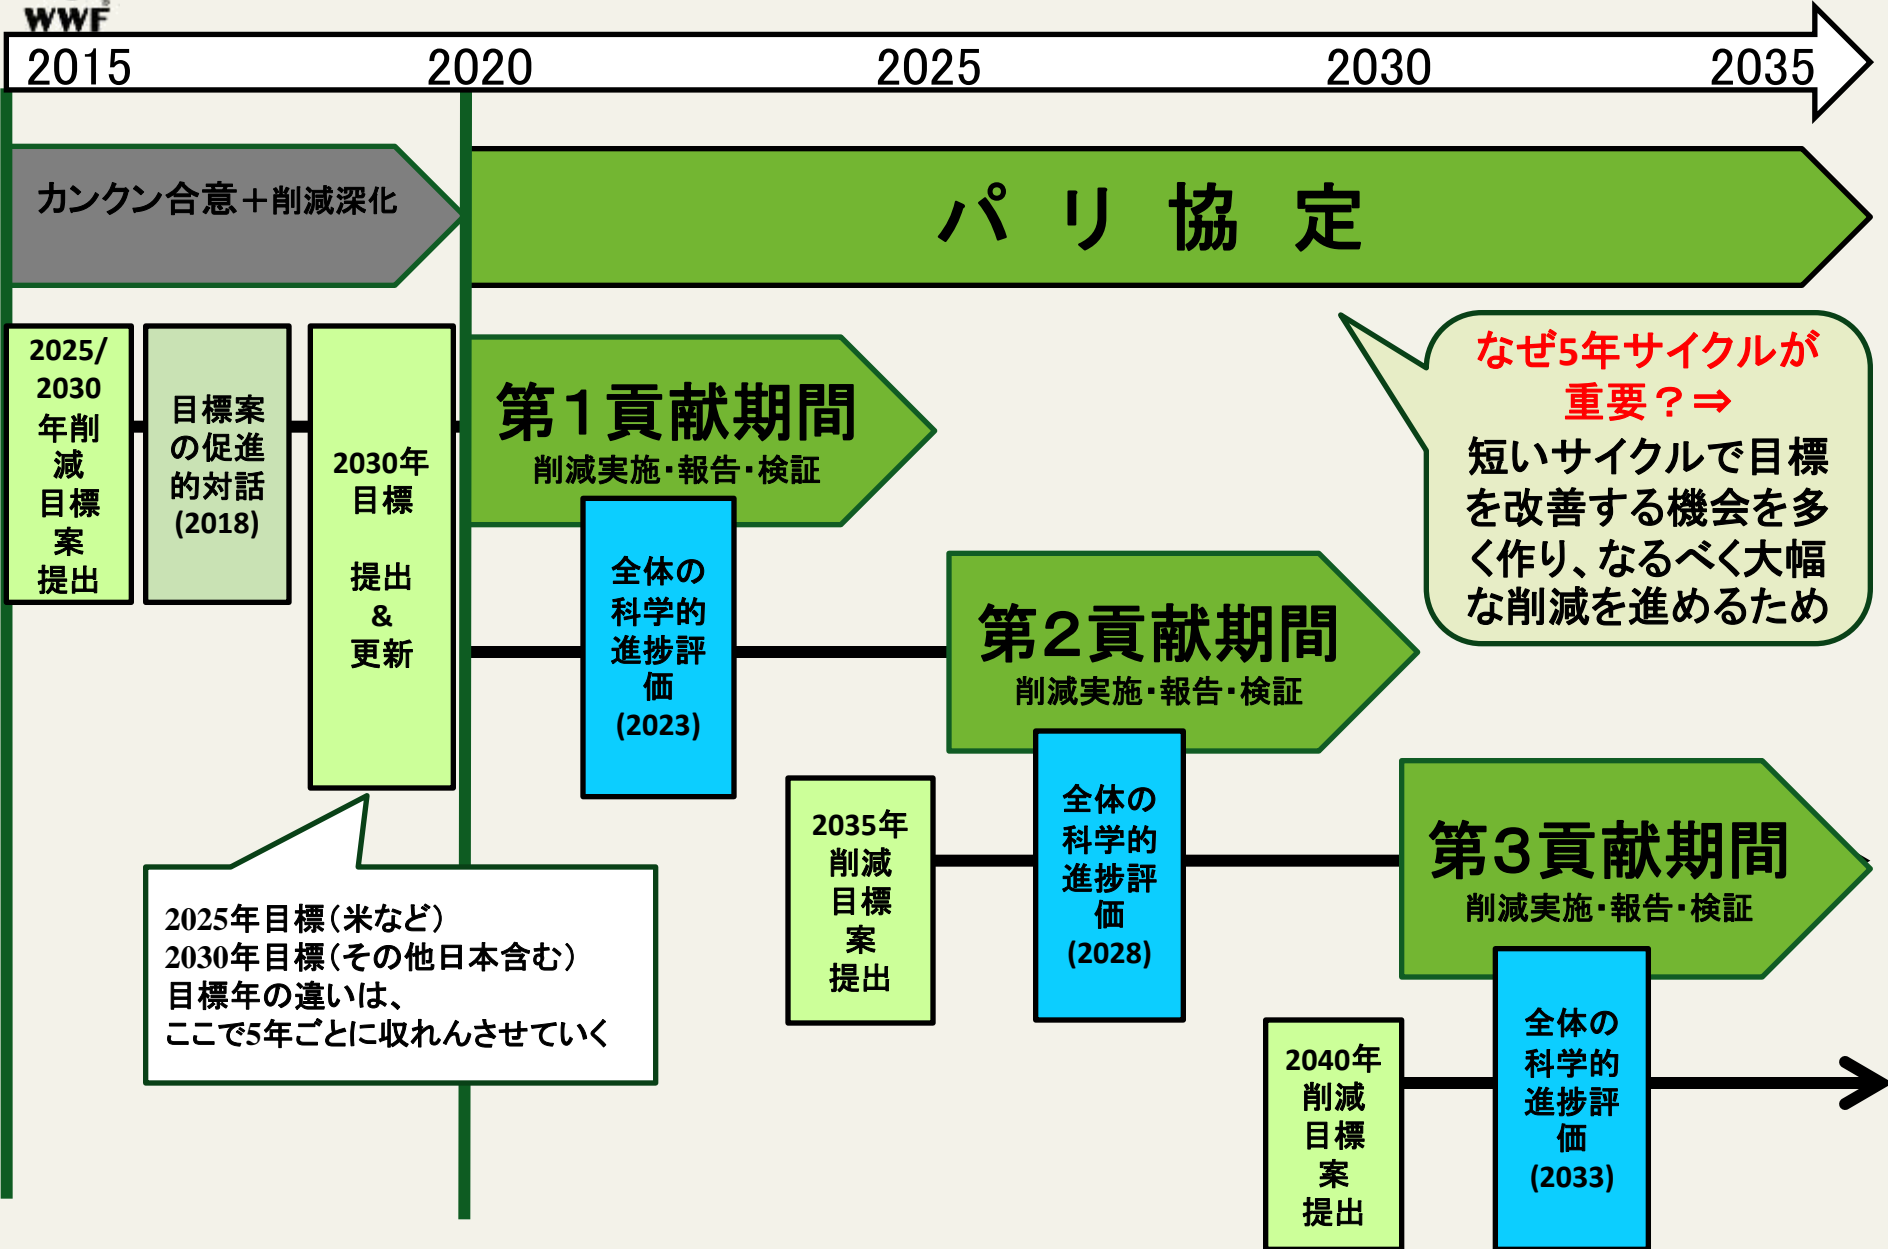 WWF
2015
2020
2025
2030
2035
カンクン合意＋削減深化
パリ協定
2025/
2030
年削
減
目標
案
提出
目標案
の促進
的対話
(2018)
2030年
目標
提出
&
更新
第１貢献期間
削減実施・報告・検証
全体の
科学的
進捗評
価
(2023)
なぜ5年サイクルが
重要？⇒
短いサイクルで目標
を改善する機会を多
く作り、なるべく大幅
な削減を進めるため
第２貢献期間
削減実施・報告・検証
2035年
削減
目標
案
提出
全体の
科学的
進捗評
価
(2028)
第３貢献期間
削減実施・報告・検証
2025年目標（米など）
2030年目標（その他日本含む）
目標年の違いは、
ここで5年ごとに収れんさせていく
2040年
削減
目標
案
提出
全体の
科学的
進捗評
価
(2033)